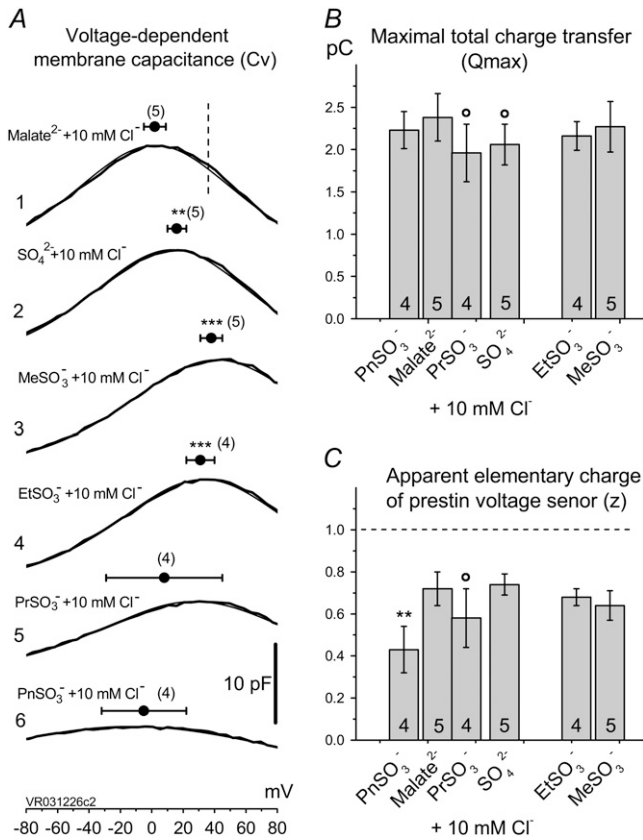 A
Voltage-dependent
membrane capacitance (Cv)
(5)
Malate²⁻+10 mM Cl⁻
1
**(5)
SO₄²⁻+10 mM Cl⁻
2
***(5)
MeSO₃⁻+10 mM Cl⁻
3
***(4)
EtSO₃⁻+10 mM Cl⁻
4
(4)
PrSO₃⁻+10 mM Cl⁻
5
10 pF
PnSO₃⁻+10 mM Cl⁻ (4)
6
VR031226c2
mV
-80 -60 -40 -20 0 20 40 60 80
B
pC
Maximal total charge transfer
(Qmax)
3.0
2.5
2.0
1.5
1.0
0.5
0.0
4 5 4 5 4 5
PnSO₃⁻ Malate²⁻ PrSO₃⁻ SO₄²⁻ EtSO₃⁻ MeSO₃⁻
+ 10 mM Cl⁻
C
Apparent elementary charge
of prestin voltage senor (z)
1.0
0.8
0.6
0.4
0.2
0.0
**
4 5 4 5 4 5
PnSO₃⁻ Malate²⁻ PrSO₃⁻ SO₄²⁻ EtSO₃⁻ MeSO₃⁻
+ 10 mM Cl⁻